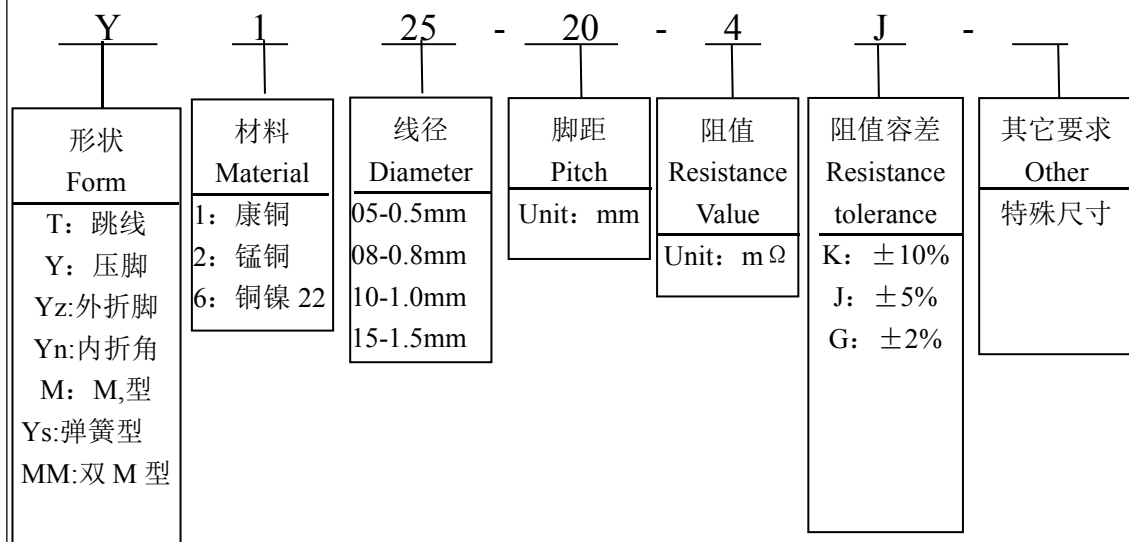 Y 1 25 - 20 - 4 J -
形状
Form
T：跳线
Y：压脚
Yz:外折脚
Yn:内折角
M：M,型
Ys:弹簧型
MM:双 M 型
材料
Material
1：康铜
2：锰铜
6：铜镍 22
线径
Diameter
05-0.5mm
08-0.8mm
10-1.0mm
15-1.5mm
脚距
Pitch
Unit：mm
阻值
Resistance
Value
Unit：mΩ
阻值容差
Resistance
tolerance
K：±10%
J：±5%
G：±2%
其它要求
Other
特殊尺寸